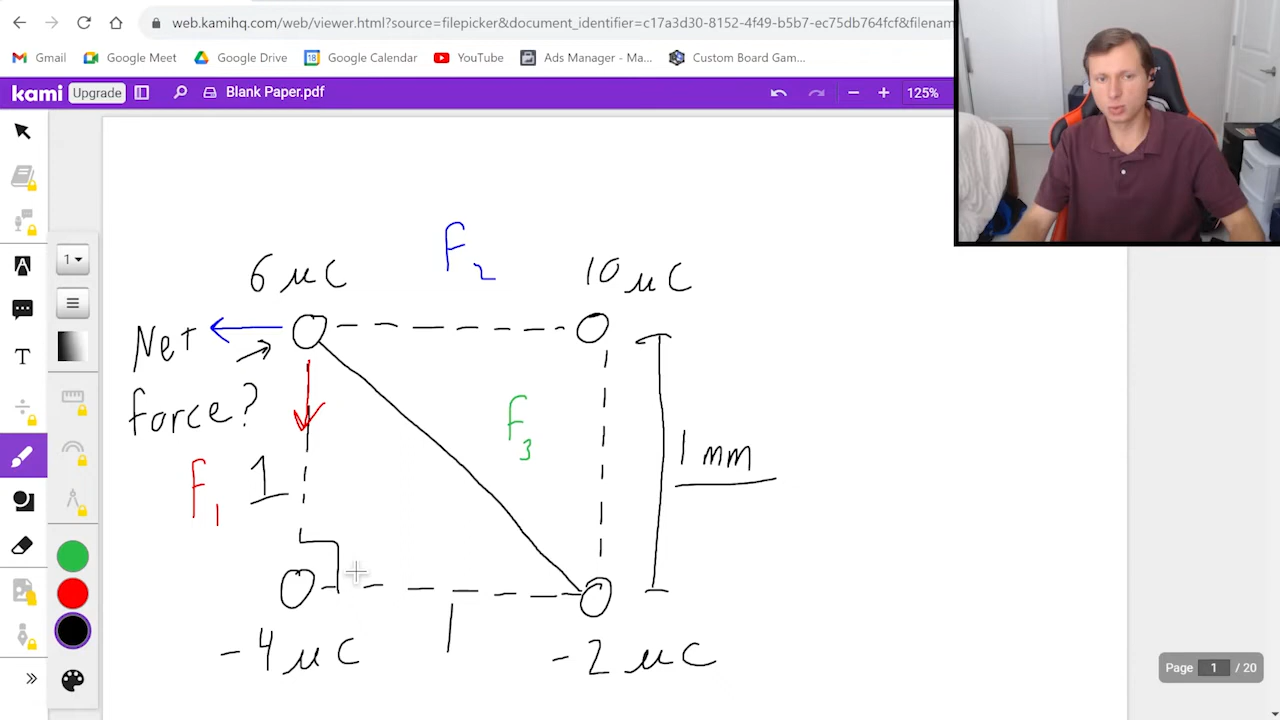 web.kamihq.com/web/viewer.html?source=filepicker&document_identifier=c17a3d30-8152-4f49-b5b7-ec75db764fcf&filenam
Gmail Google Meet Google Drive 18 Google Calendar YouTube Ads Manager - Ma... Custom Board Gam...
kami Upgrade Blank Paper.pdf 125%
1
A
T
F2
6 μC
10 μC
Net
force?
F3
1 mm
F1
1
1
-4 μC
-2 μC
Page 1 / 20